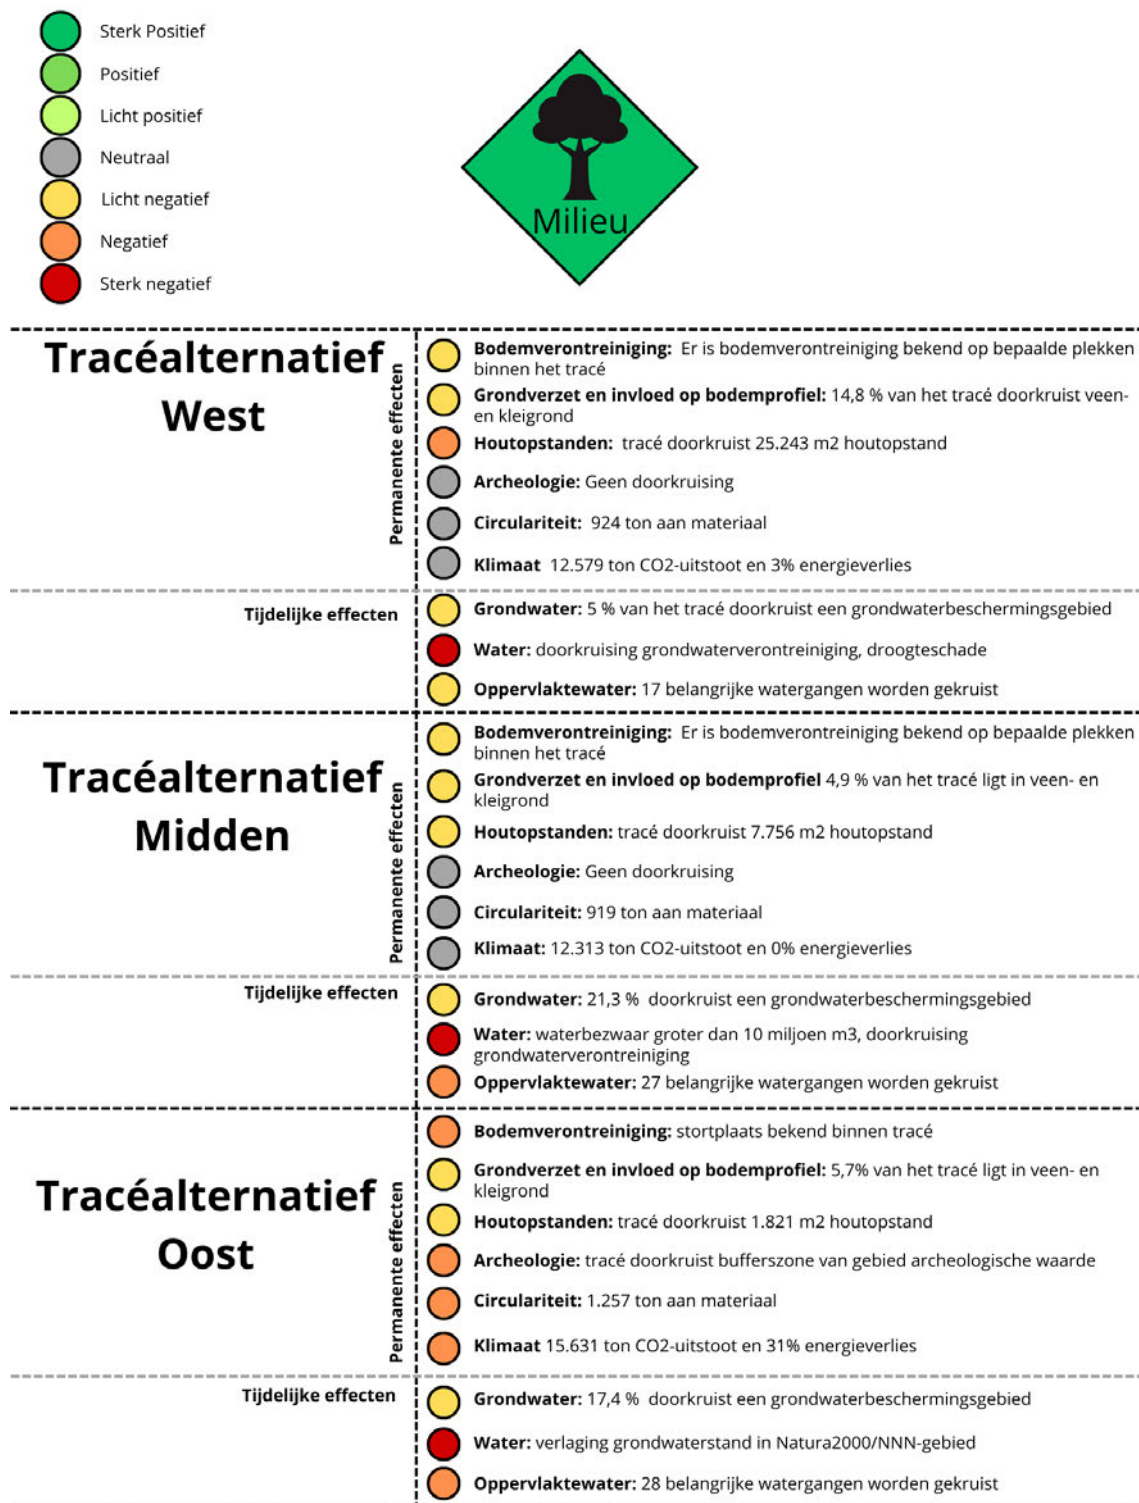 Sterk Positief
Positief
Licht positief
Neutraal
Licht negatief
Negatief
Sterk negatief
Milieu
Tracéalternatief
West
Permanente effecten
Bodemverontreiniging: Er is bodemverontreiniging bekend op bepaalde plekken
binnen het tracé
Grondverzet en invloed op bodemprofiel: 14,8 % van het tracé doorkruist veen-
en kleigrond
Houtopstanden: tracé doorkruist 25.243 m2 houtopstand
Archeologie: Geen doorkruising
Circulariteit: 924 ton aan materiaal
Klimaat 12.579 ton CO2-uitstoot en 3% energieverlies
Tijdelijke effecten
Grondwater: 5 % van het tracé doorkruist een grondwaterbeschermingsgebied
Water: doorkruising grondwaterverontreiniging, droogteschade
Oppervlaktewater: 17 belangrijke watergangen worden gekruist
Tracéalternatief
Midden
Permanente effecten
Bodemverontreiniging: Er is bodemverontreiniging bekend op bepaalde plekken
binnen het tracé
Grondverzet en invloed op bodemprofiel 4,9 % van het tracé ligt in veen- en
kleigrond
Houtopstanden: tracé doorkruist 7.756 m2 houtopstand
Archeologie: Geen doorkruising
Circulariteit: 919 ton aan materiaal
Klimaat: 12.313 ton CO2-uitstoot en 0% energieverlies
Tijdelijke effecten
Grondwater: 21,3 % doorkruist een grondwaterbeschermingsgebied
Water: waterbezwaar groter dan 10 miljoen m3, doorkruising
grondwaterverontreiniging
Oppervlaktewater: 27 belangrijke watergangen worden gekruist
Tracéalternatief
Oost
Permanente effecten
Bodemverontreiniging: stortplaats bekend binnen tracé
Grondverzet en invloed op bodemprofiel: 5,7% van het tracé ligt in veen- en
kleigrond
Houtopstanden: tracé doorkruist 1.821 m2 houtopstand
Archeologie: tracé doorkruist bufferszone van gebied archeologische waarde
Circulariteit: 1.257 ton aan materiaal
Klimaat 15.631 ton CO2-uitstoot en 31% energieverlies
Tijdelijke effecten
Grondwater: 17,4 % doorkruist een grondwaterbeschermingsgebied
Water: verlaging grondwaterstand in Natura2000/NNN-gebied
Oppervlaktewater: 28 belangrijke watergangen worden gekruist